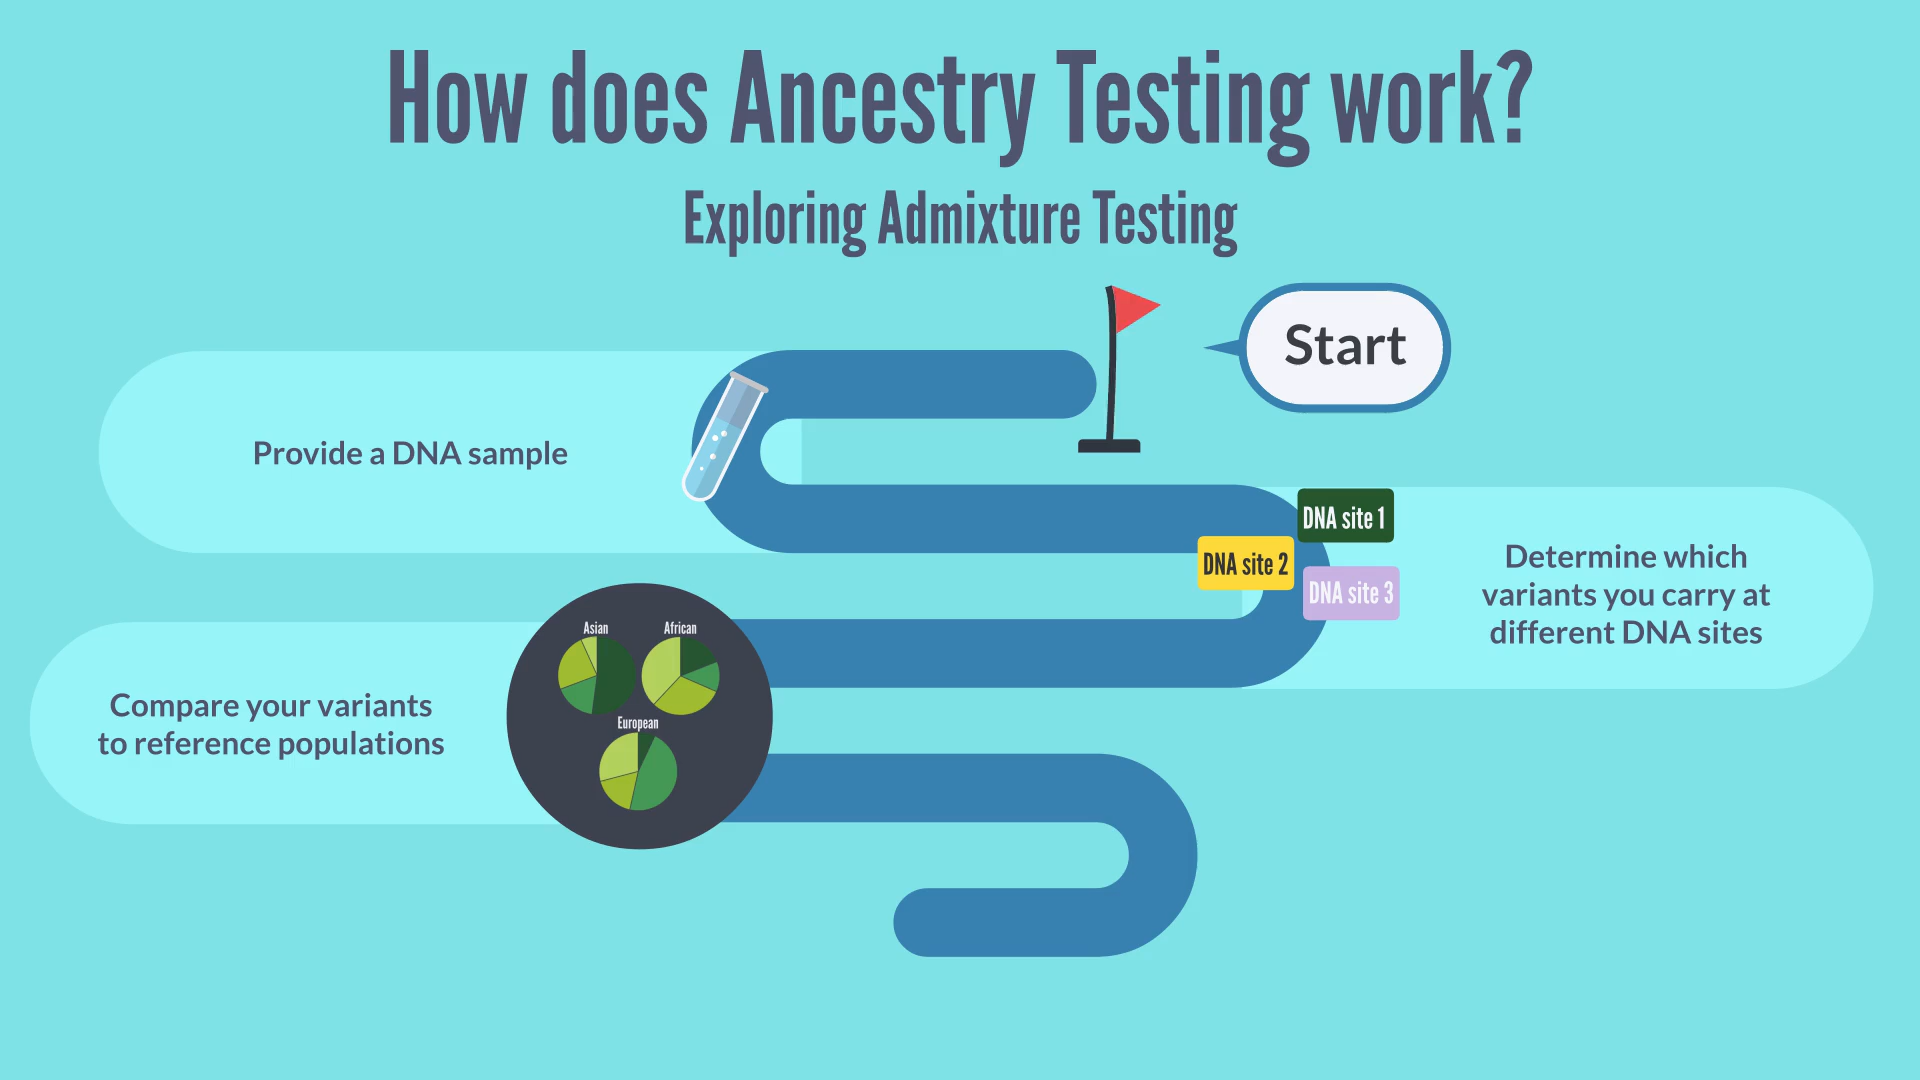 How does Ancestry Testing work?
Exploring Admixture Testing
Start
Provide a DNA sample
DNA site 1
DNA site 2
DNA site 3
Determine which
variants you carry at
different DNA sites
Asian
African
European
Compare your variants
to reference populations